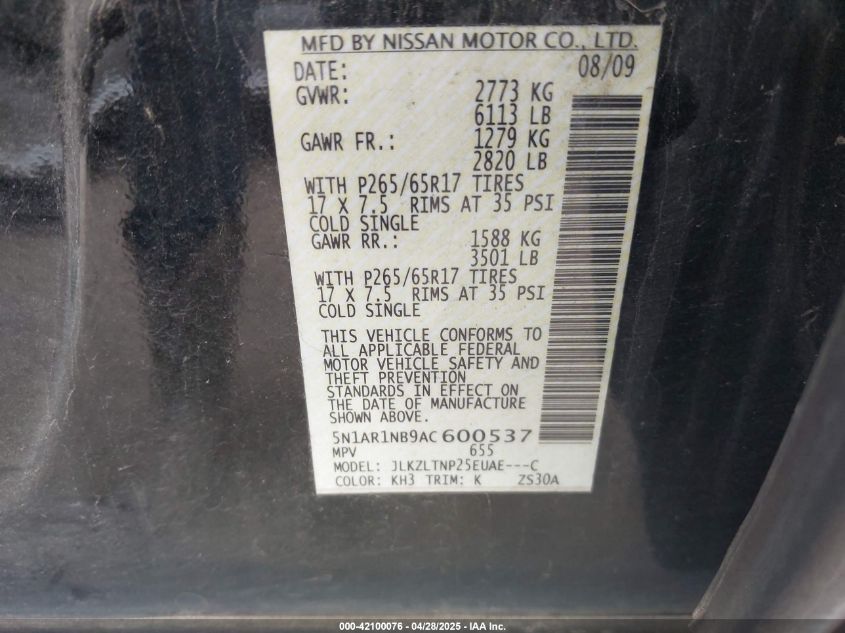 MFD BY NISSAN MOTOR CO., LTD.
DATE: 08/09
GVWR: 2773 KG
6113 LB
GAWR FR.: 1279 KG
2820 LB
WITH P265/65R17 TIRES
17 X 7.5 RIMS AT 35 PSI
COLD SINGLE
GAWR RR.: 1588 KG
3501 LB
WITH P265/65R17 TIRES
17 X 7.5 RIMS AT 35 PSI
COLD SINGLE
THIS VEHICLE CONFORMS TO
ALL APPLICABLE FEDERAL
MOTOR VEHICLE SAFETY AND
THEFT PREVENTION
STANDARDS IN EFFECT ON
THE DATE OF MANUFACTURE
SHOWN ABOVE.
5N1AR1NB9AC600537
MPV 655
MODEL: JLKZLTNP25EUAE---C
COLOR: KH3 TRIM: K ZS30A
000-42100076 - 04/28/2025 - IAA Inc.